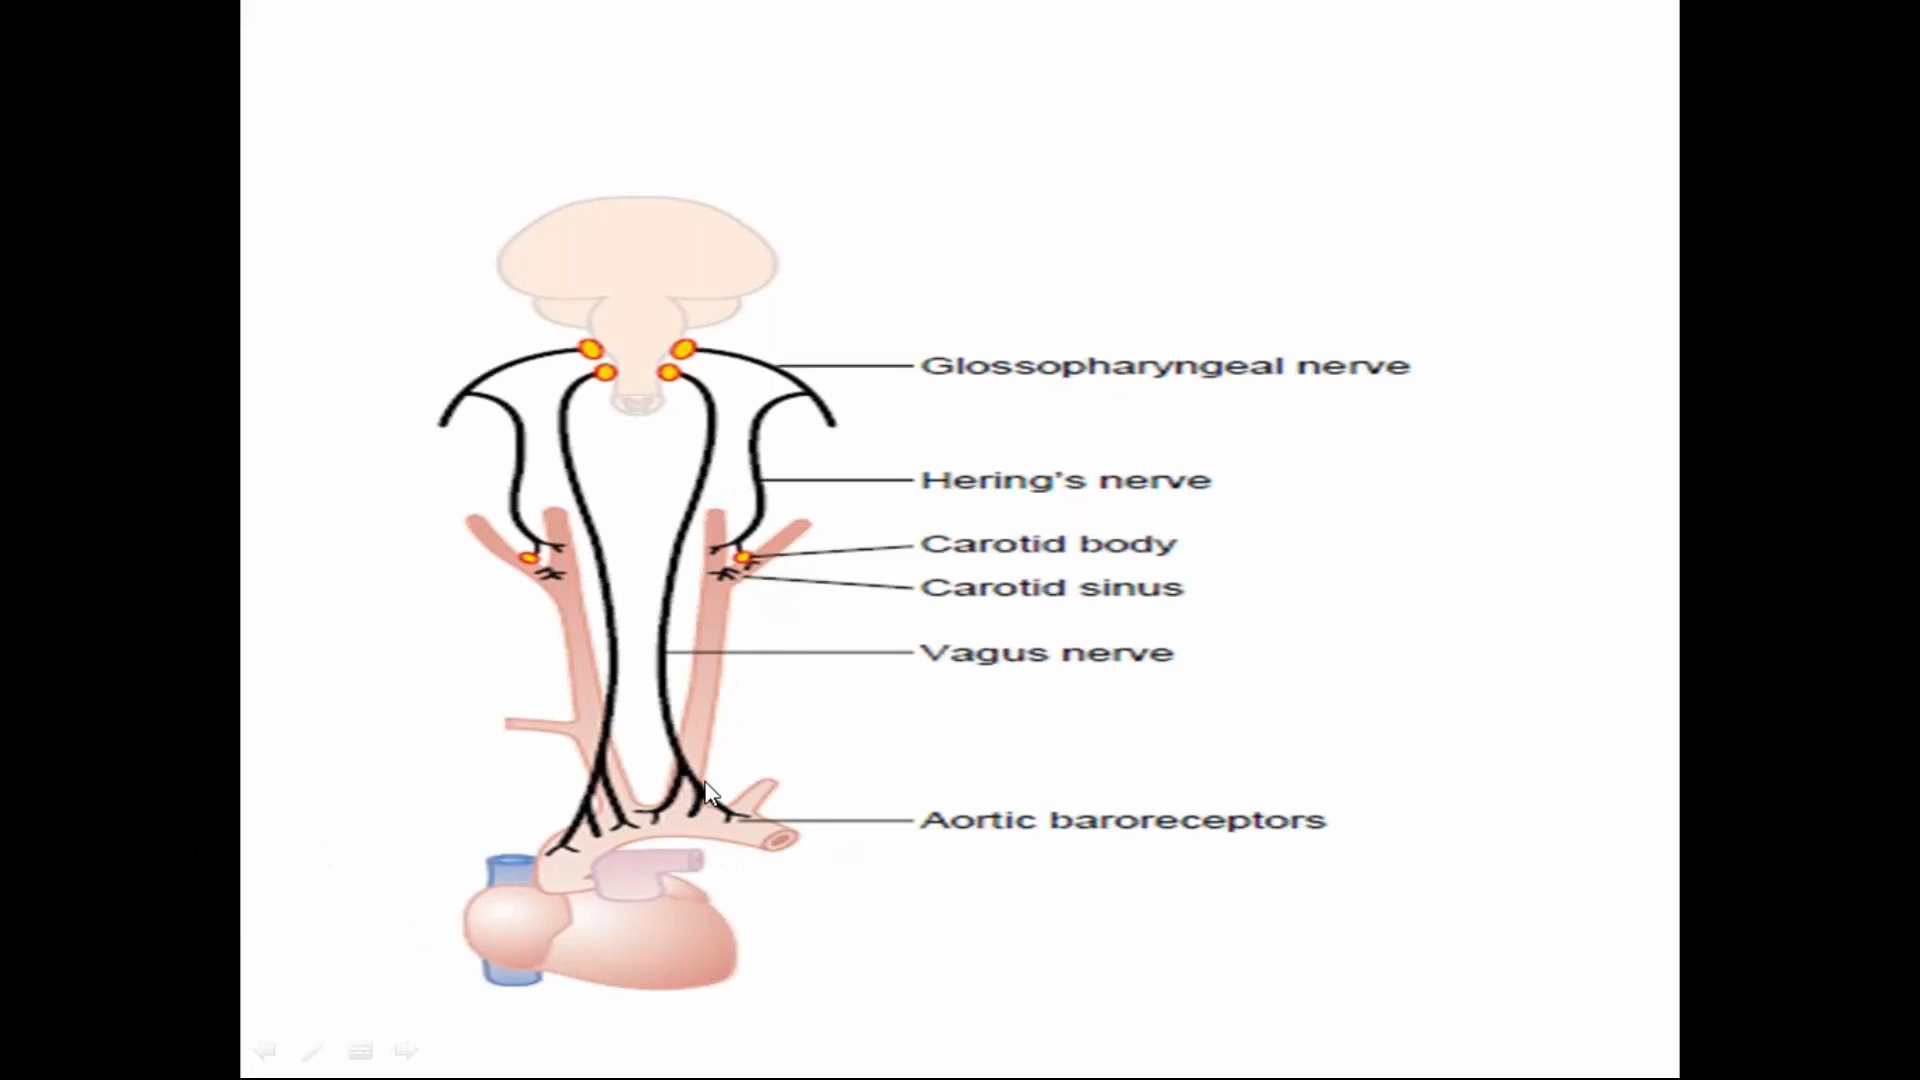 Glossopharyngeal nerve
Hering's nerve
Carotid body
Carotid sinus
Vagus nerve
Aortic baroreceptors